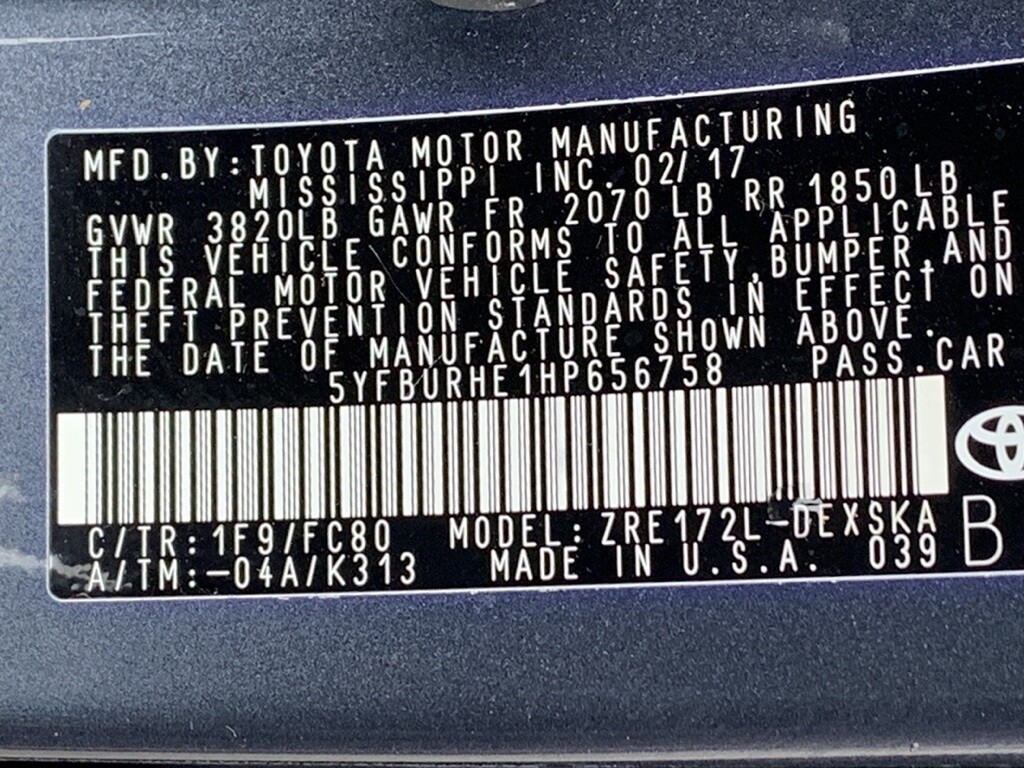 MFD.BY:TOYOTA MOTOR MANUFACTURING
MISSISSIPPI INC. 02/17
GVWR 3820LB GAWR FR 2070LB RR 1850LB
THIS VEHICLE CONFORMS TO ALL APPLICABLE
FEDERAL MOTOR VEHICLE SAFETY,BUMPER,AND
THEFT PREVENTION STANDARDS IN EFFECT ON
THE DATE OF MANUFACTURE SHOWN ABOVE.
5YFBURHE1HP656758 PASS.CAR
C/TR:1F9/FC80 MODEL:ZRE172L-DEXSKA
A/TM:-04A/K313 MADE IN U.S.A. 039 B